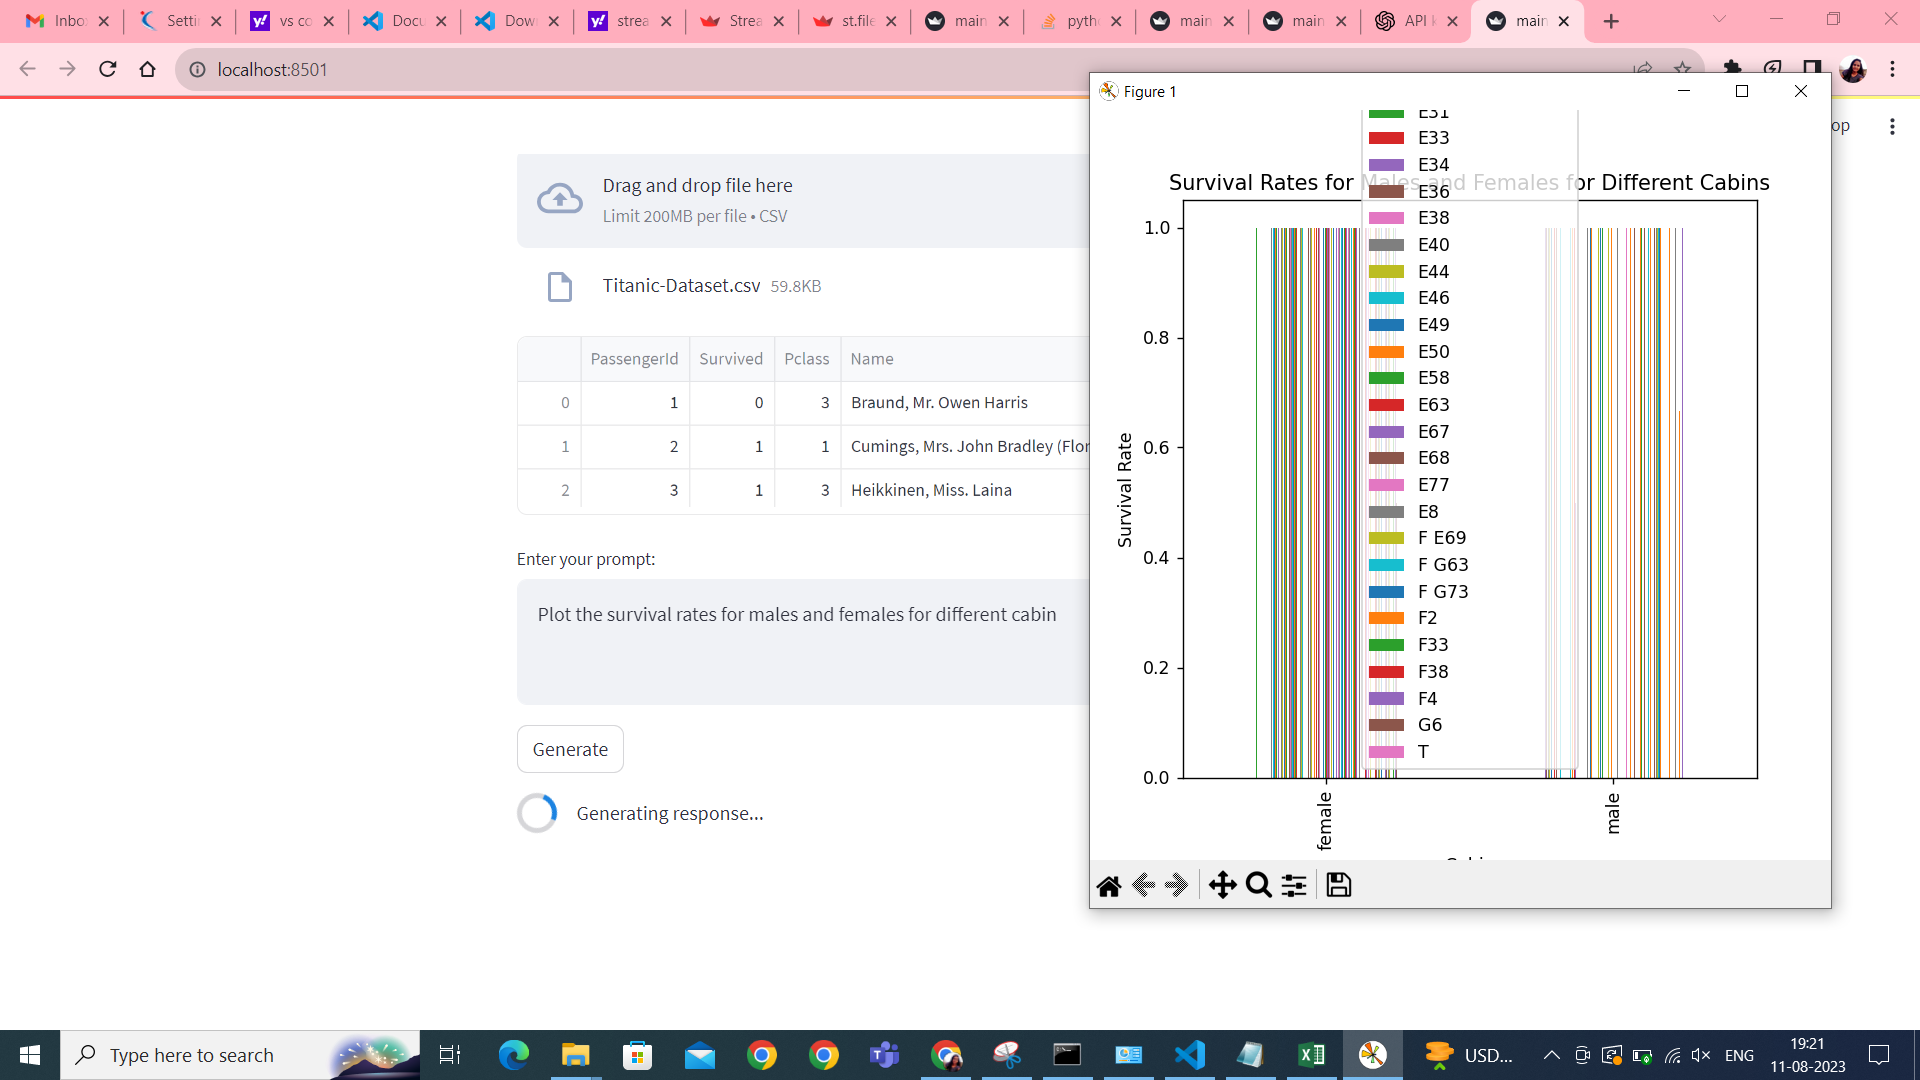 Inbox
Setti
vs co
Docu
Dow
strea
Strea
st.file
main
pytho
main
main
API k
main
localhost:8501
Figure 1
op
Drag and drop file here
Limit 200MB per file • CSV
Titanic-Dataset.csv 59.8KB
PassengerId Survived Pclass Name
0 1 0 3 Braund, Mr. Owen Harris
1 2 1 1 Cumings, Mrs. John Bradley (Flor
2 3 1 3 Heikkinen, Miss. Laina
Enter your prompt:
Plot the survival rates for males and females for different cabin
Generate
Generating response...
Survival Rates for Males and Females for Different Cabins
Survival Rate
1.0
0.8
0.6
0.4
0.2
0.0
E31
E33
E34
E36
E38
E40
E44
E46
E49
E50
E58
E63
E67
E68
E77
E8
F E69
F G63
F G73
F2
F33
F38
F4
G6
T
female
male
Type here to search
USD...
ENG
19:21
11-08-2023